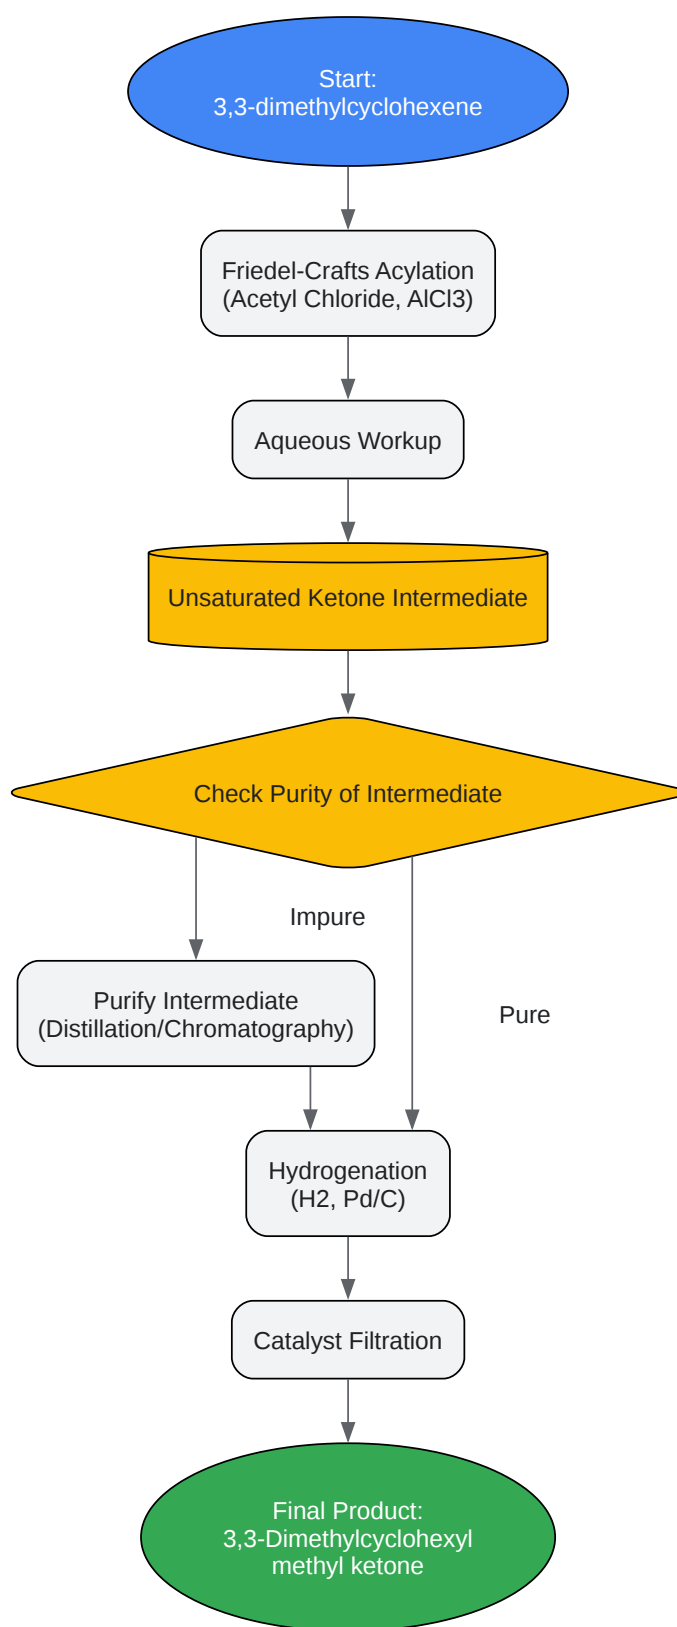 Start:
3,3-dimethylcyclohexene
Friedel-Crafts Acylation
(Acetyl Chloride, AlCl3)
Aqueous Workup
Unsaturated Ketone Intermediate
Check Purity of Intermediate
Impure
Purify Intermediate
(Distillation/Chromatography)
Pure
Hydrogenation
(H2, Pd/C)
Catalyst Filtration
Final Product:
3,3-Dimethylcyclohexyl
methyl ketone